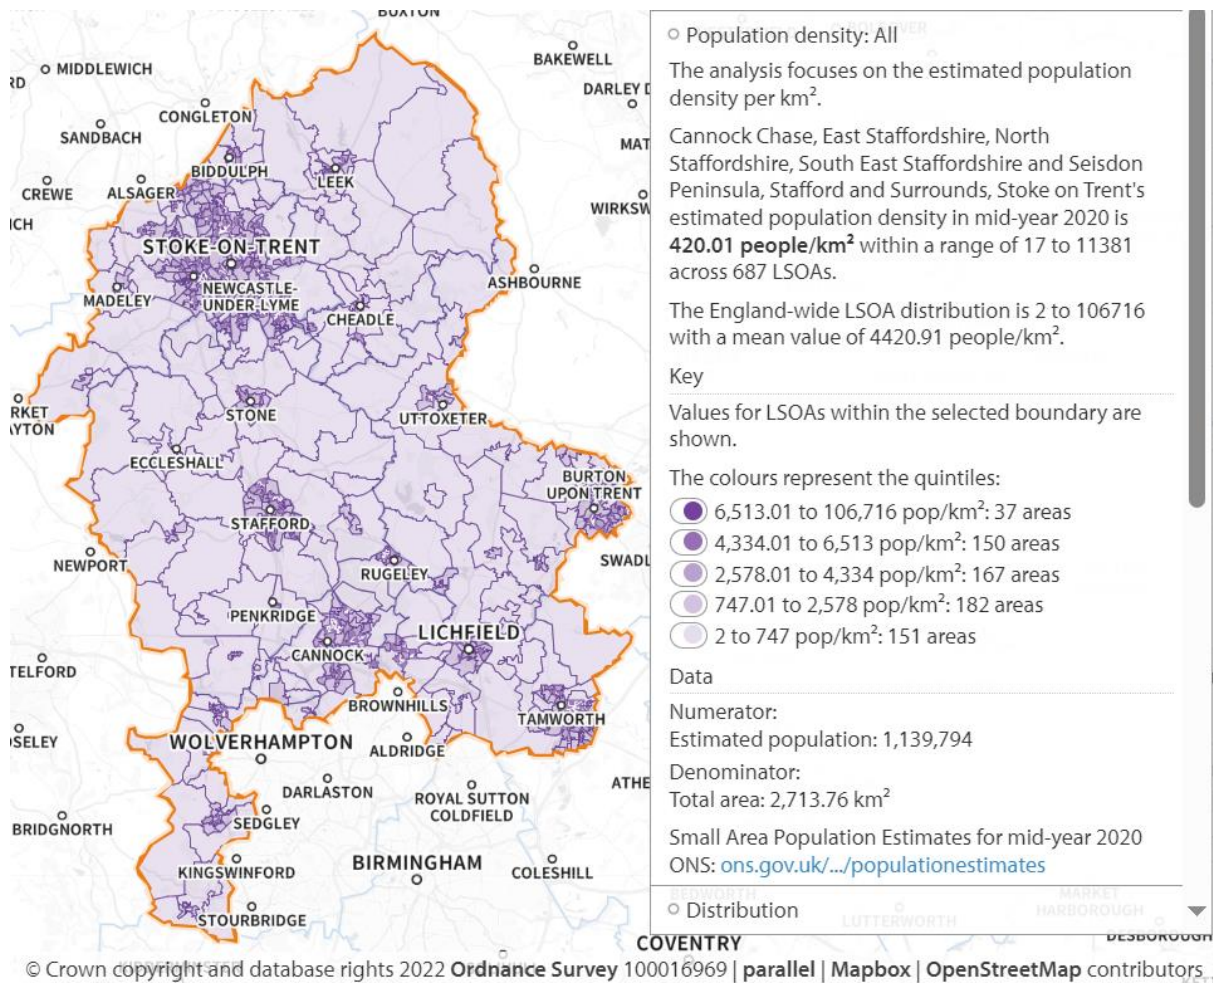 BUXTON
BAKEWELL
RD
MIDDLEWICH
DARLEY D
CONGLETON
SANDBACH
MAT
BIDDULPH
LEEK
CREWE
ALSAGER
WIRKSW
ICH
STOKE-ON-TRENT
ASHBOURNE
NEWCASTLE-
UNDER-LYME
MADELEY
CHEADLE
RKET
AYTON
STONE
UTTOXETER
ECCLESHALL
BURTON
UPON TRENT
STAFFORD
NEWPORT
RUGELEY
SWADL
PENKRIDGE
LICHFIELD
CANNOCK
TELFORD
BROWNHILLS
TAMWORTH
OSELEY
WOLVERHAMPTON
ALDRIDGE
DARLASTON
ATHE
ROYAL SUTTON
COLDFIELD
BRIDGNORTH
SEDGLEY
BIRMINGHAM
KINGSWINFORD
COLESHILL
STOURBRIDGE
COVENTRY
DESBOROUGH
Population density: All
The analysis focuses on the estimated population
density per km².
Cannock Chase, East Staffordshire, North
Staffordshire, South East Staffordshire and Seisdon
Peninsula, Stafford and Surrounds, Stoke on Trent's
estimated population density in mid-year 2020 is
420.01 people/km² within a range of 17 to 11381
across 687 LSOAs.
The England-wide LSOA distribution is 2 to 106716
with a mean value of 4420.91 people/km².
Key
Values for LSOAs within the selected boundary are
shown.
The colours represent the quintiles:
6,513.01 to 106,716 pop/km²: 37 areas
4,334.01 to 6,513 pop/km²: 150 areas
2,578.01 to 4,334 pop/km²: 167 areas
747.01 to 2,578 pop/km²: 182 areas
2 to 747 pop/km²: 151 areas
Data
Numerator:
Estimated population: 1,139,794
Denominator:
Total area: 2,713.76 km²
Small Area Population Estimates for mid-year 2020
ONS: ons.gov.uk/.../populationestimates
BEDWORTH
MARKET
HARBOROUGH
LUTTERWORTH
Distribution
© Crown copyright and database rights 2022 Ordnance Survey 100016969 | parallel | Mapbox | OpenStreetMap contributors